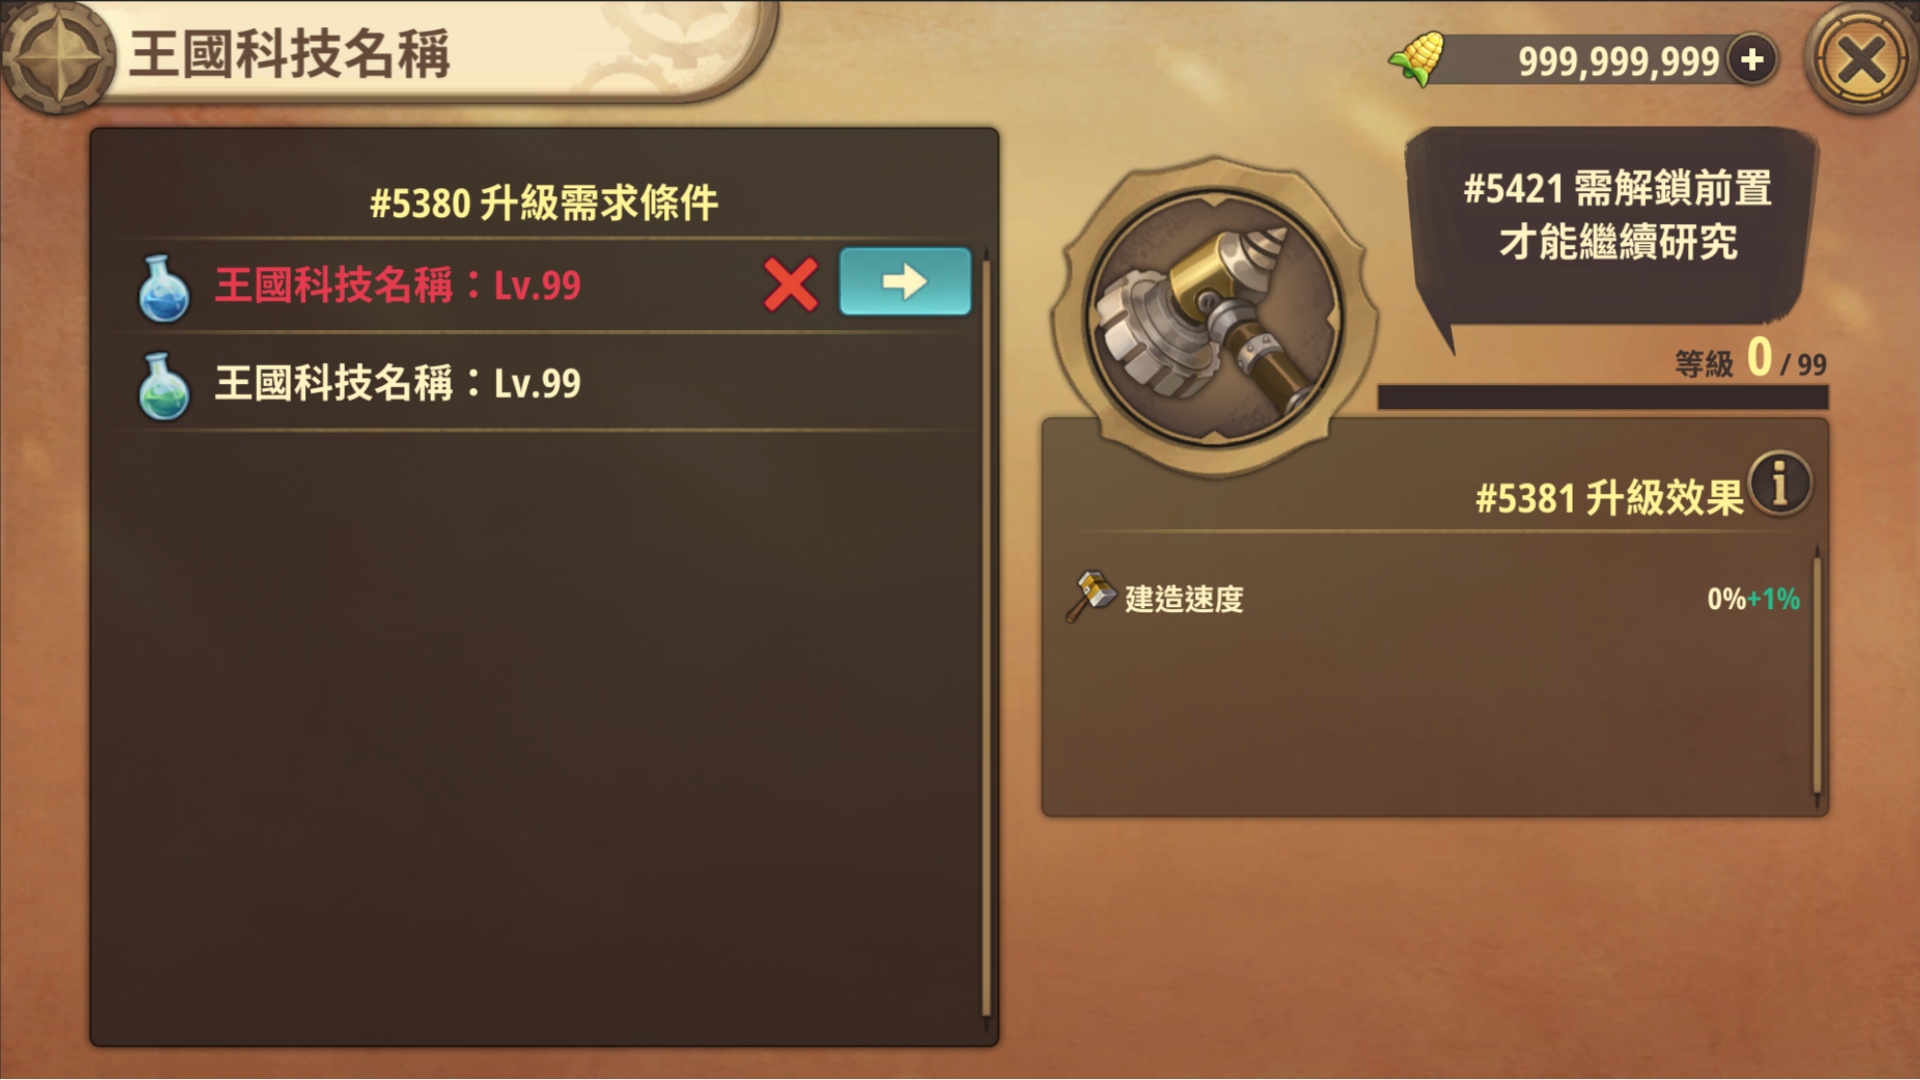 王國科技名稱
999,999,999
#5380 升級需求條件
王國科技名稱：Lv.99
王國科技名稱：Lv.99
#5421 需解鎖前置
才能繼續研究
等級 0 / 99
#5381 升級效果
建造速度 0%+1%